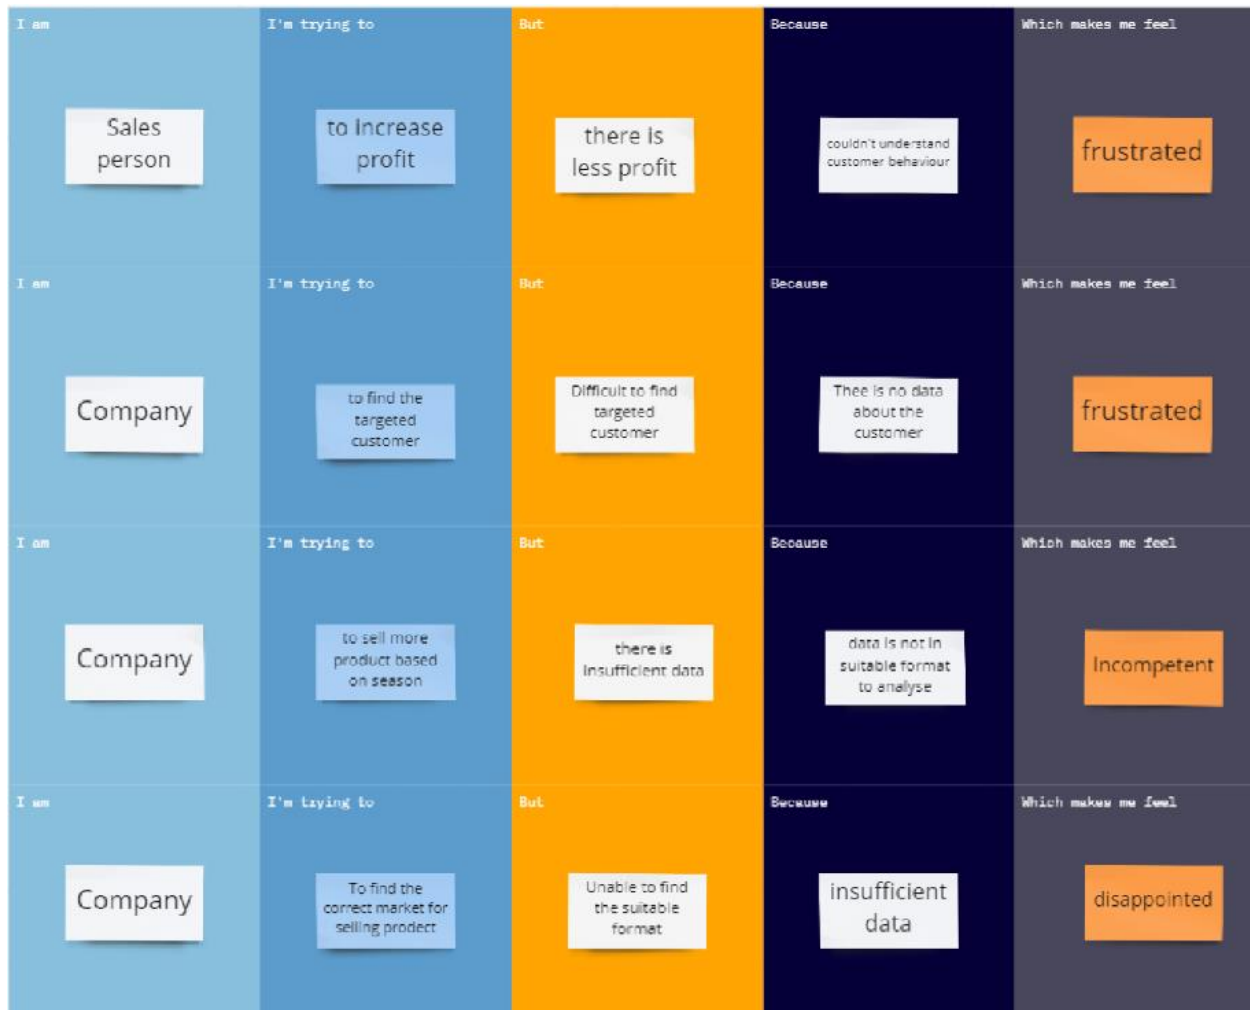 I am
I'm trying to
But
Because
Which makes me feel
Sales
person
to increase
profit
there is
less profit
couldn't understand
customer behaviour
frustrated
I am
I'm trying to
But
Because
Which makes me feel
Company
to find the
targeted
customer
Difficult to find
targeted
customer
Thee is no data
about the
customer
frustrated
I am
I'm trying to
But
Because
Which makes me feel
Company
to sell more
product based
on season
there is
insufficient data
data is not in
suitable format
to analyse
Incompetent
I am
I'm trying to
But
Because
Which makes me feel
Company
To find the
correct market for
selling prodect
Unable to find
the suitable
format
insufficient
data
disappointed